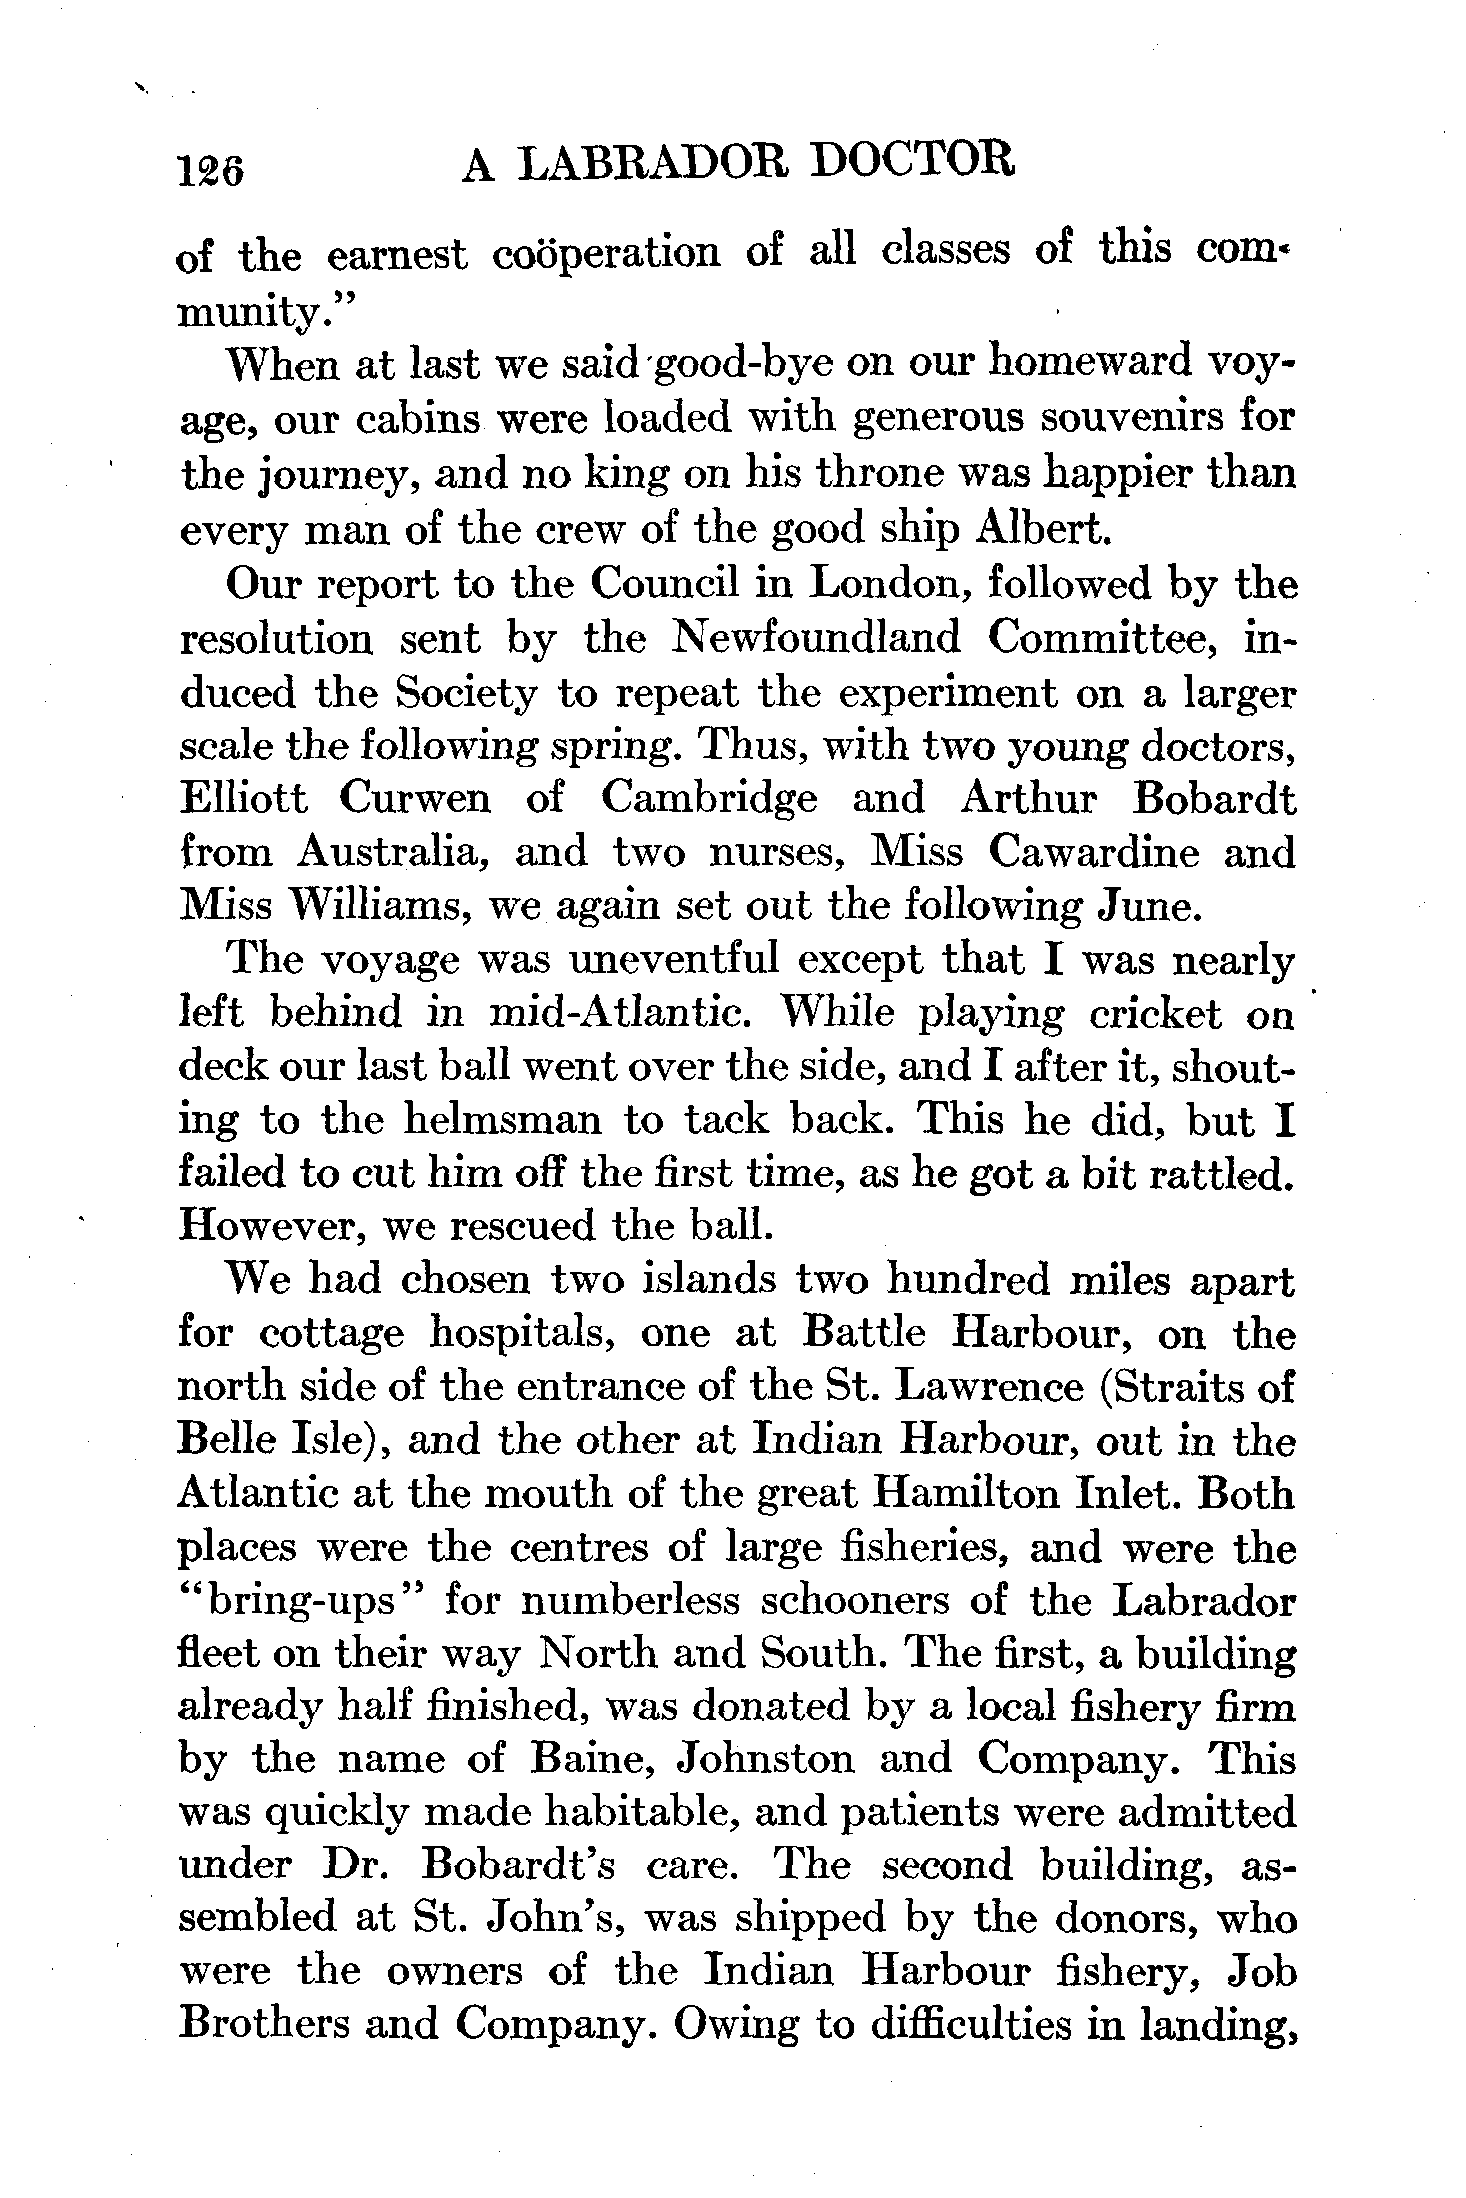 126 A LABRADOR DOCTOR
of the earnest coöperation of all classes of this com-
munity."
When at last we said good-bye on our homeward voy-
age, our cabins were loaded with generous souvenirs for
the journey, and no king on his throne was happier than
every man of the crew of the good ship Albert.
Our report to the Council in London, followed by the
resolution sent by the Newfoundland Committee, in-
duced the Society to repeat the experiment on a larger
scale the following spring. Thus, with two young doctors,
Elliott Curwen of Cambridge and Arthur Bobardt
from Australia, and two nurses, Miss Cawardine and
Miss Williams, we again set out the following June.
The voyage was uneventful except that I was nearly
left behind in mid-Atlantic. While playing cricket on
deck our last ball went over the side, and I after it, shout-
ing to the helmsman to tack back. This he did, but I
failed to cut him off the first time, as he got a bit rattled.
However, we rescued the ball.
We had chosen two islands two hundred miles apart
for cottage hospitals, one at Battle Harbour, on the
north side of the entrance of the St. Lawrence (Straits of
Belle Isle), and the other at Indian Harbour, out in the
Atlantic at the mouth of the great Hamilton Inlet. Both
places were the centres of large fisheries, and were the
"bring-ups" for numberless schooners of the Labrador
fleet on their way North and South. The first, a building
already half finished, was donated by a local fishery firm
by the name of Baine, Johnston and Company. This
was quickly made habitable, and patients were admitted
under Dr. Bobardt's care. The second building, as-
sembled at St. John's, was shipped by the donors, who
were the owners of the Indian Harbour fishery, Job
Brothers and Company. Owing to difficulties in landing,